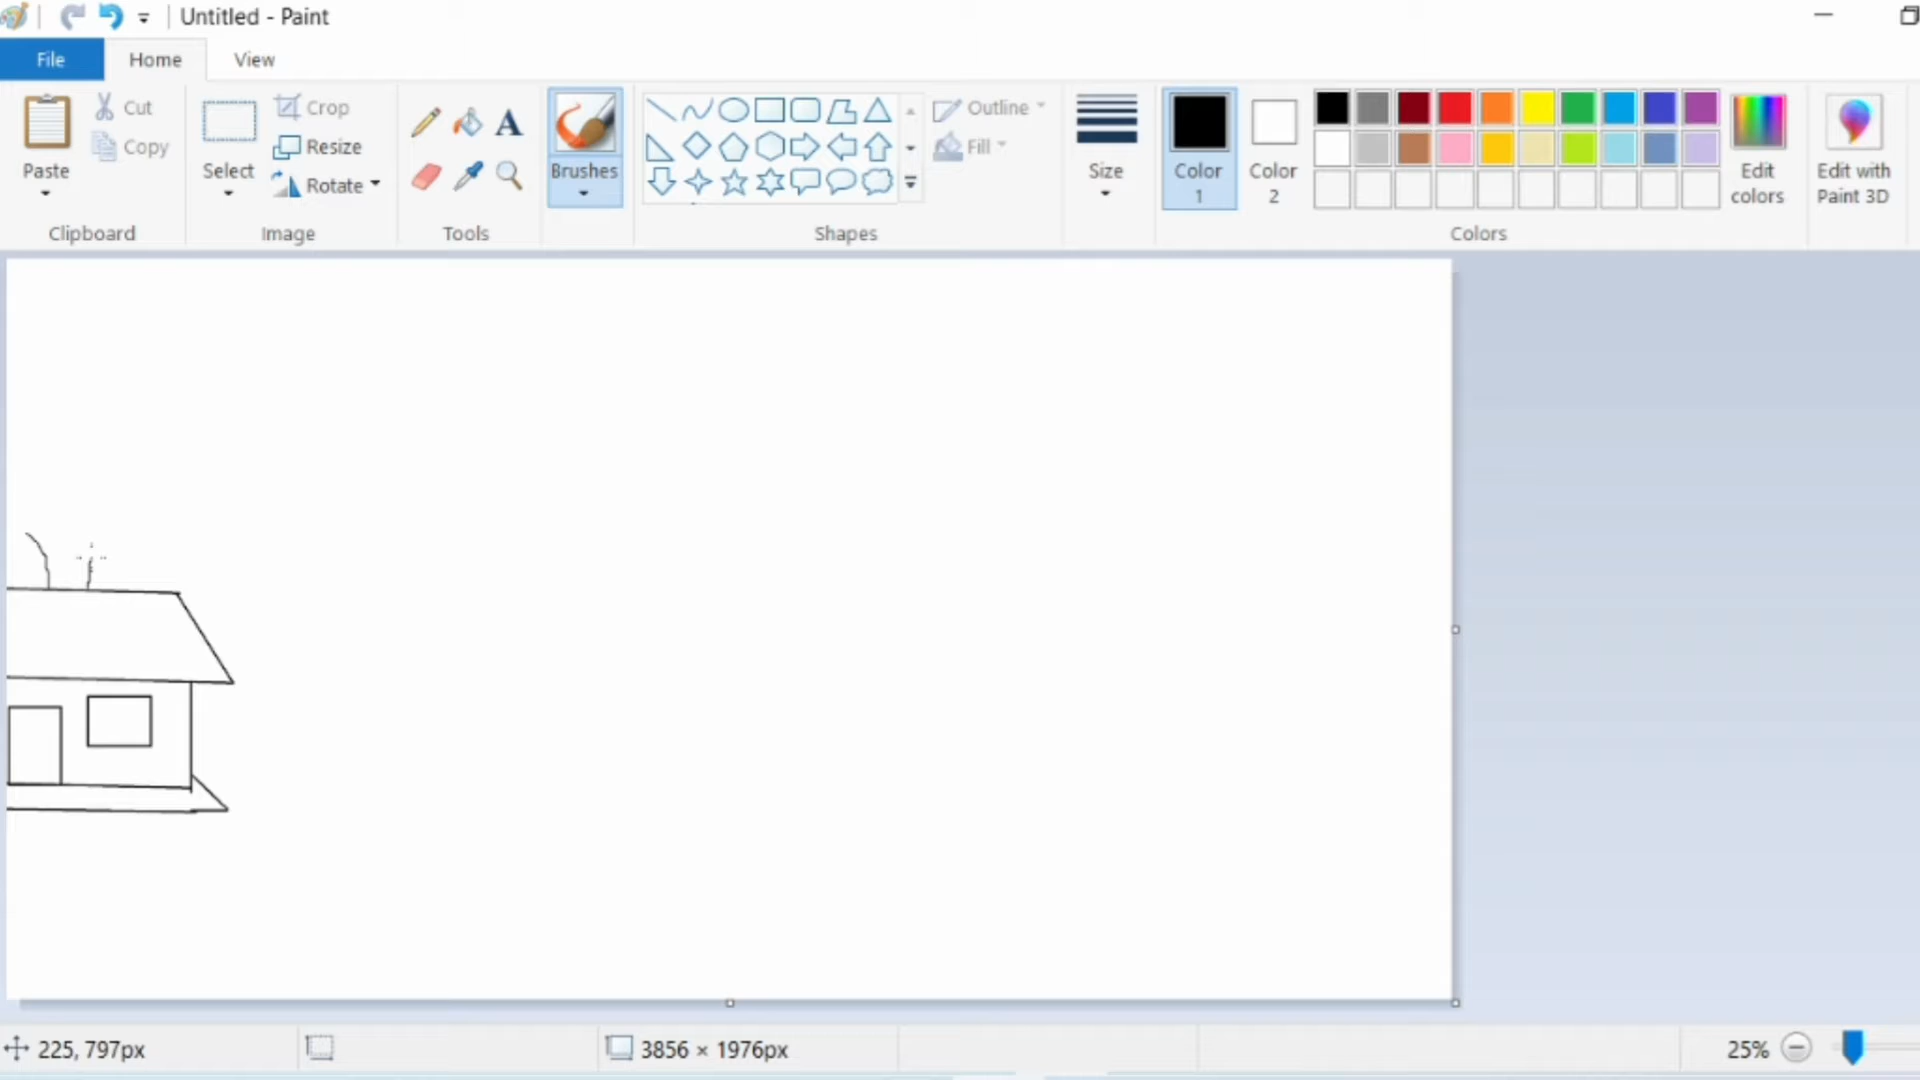 Untitled - Paint
File Home View
Paste
Cut
Copy
Clipboard
Select
Crop
Resize
Rotate
Image
A
Tools
Brushes
Outline
Fill
Shapes
Size
Color
1
Color
2
Edit
colors
Colors
Edit with
Paint 3D
225, 797px
3856 × 1976px
25%